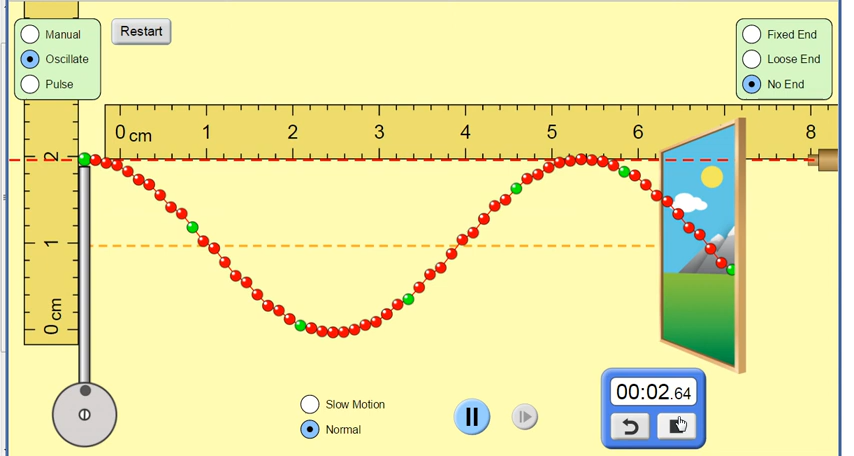 Manual
Oscillate
Pulse
Restart
Fixed End
Loose End
No End
0 cm 1 2 3 4 5 6 8
2
1
0 cm
Slow Motion
Normal
00:02.64